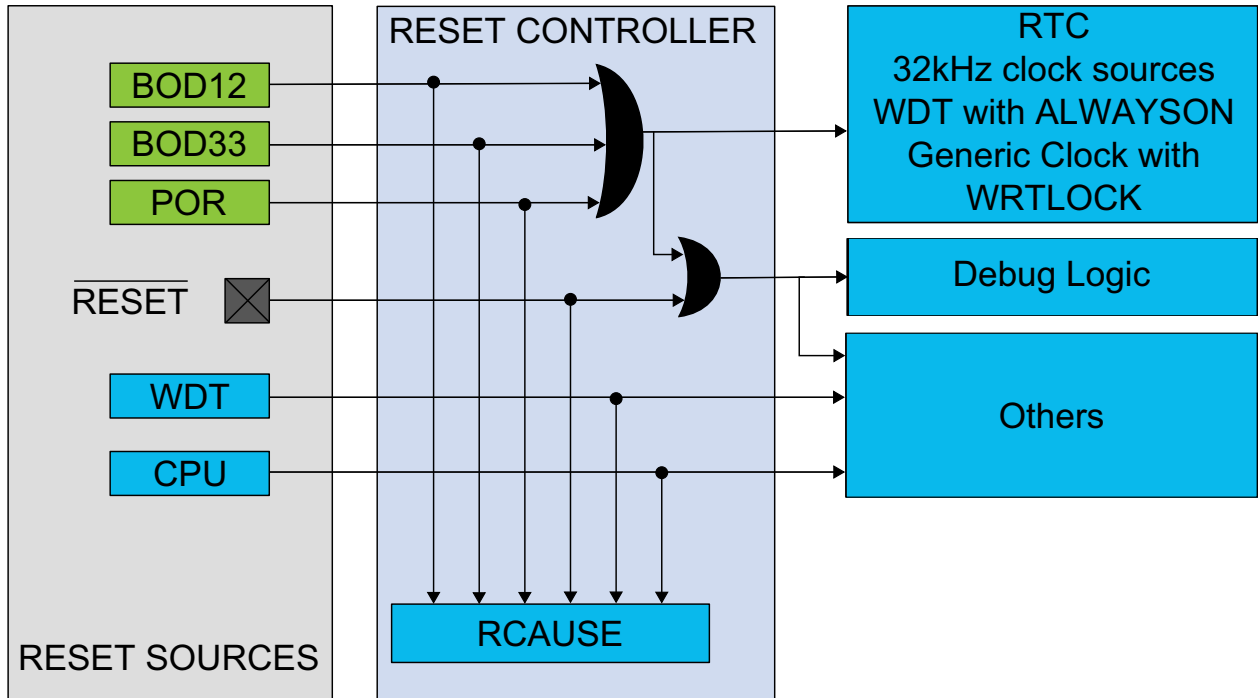 RESET CONTROLLER
BOD12
BOD33
POR
RESET
WDT
CPU
RESET SOURCES
RCAUSE
RTC
32kHz clock sources
WDT with ALWAYSON
Generic Clock with
WRTLOCK
Debug Logic
Others